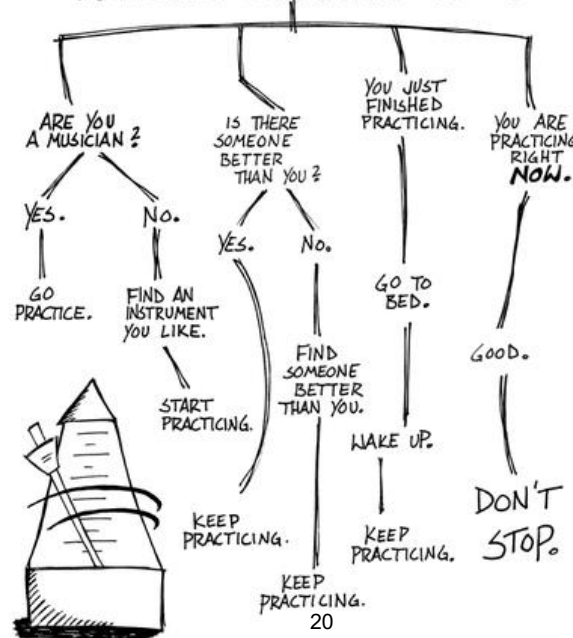 ARE YOU
A MUSICIAN?
YES.
GO
PRACTICE.
NO.
FIND AN
INSTRUMENT
YOU LIKE.
START
PRACTICING.
IS THERE
SOMEONE
BETTER
THAN YOU?
YES.
KEEP
PRACTICING.
NO.
FIND
SOMEONE
BETTER
THAN YOU.
KEEP
PRACTICING.
YOU JUST
FINISHED
PRACTICING.
GO TO
BED.
WAKE UP.
KEEP
PRACTICING.
YOU ARE
PRACTICING
RIGHT
NOW.
GOOD.
DON'T
STOP.
20